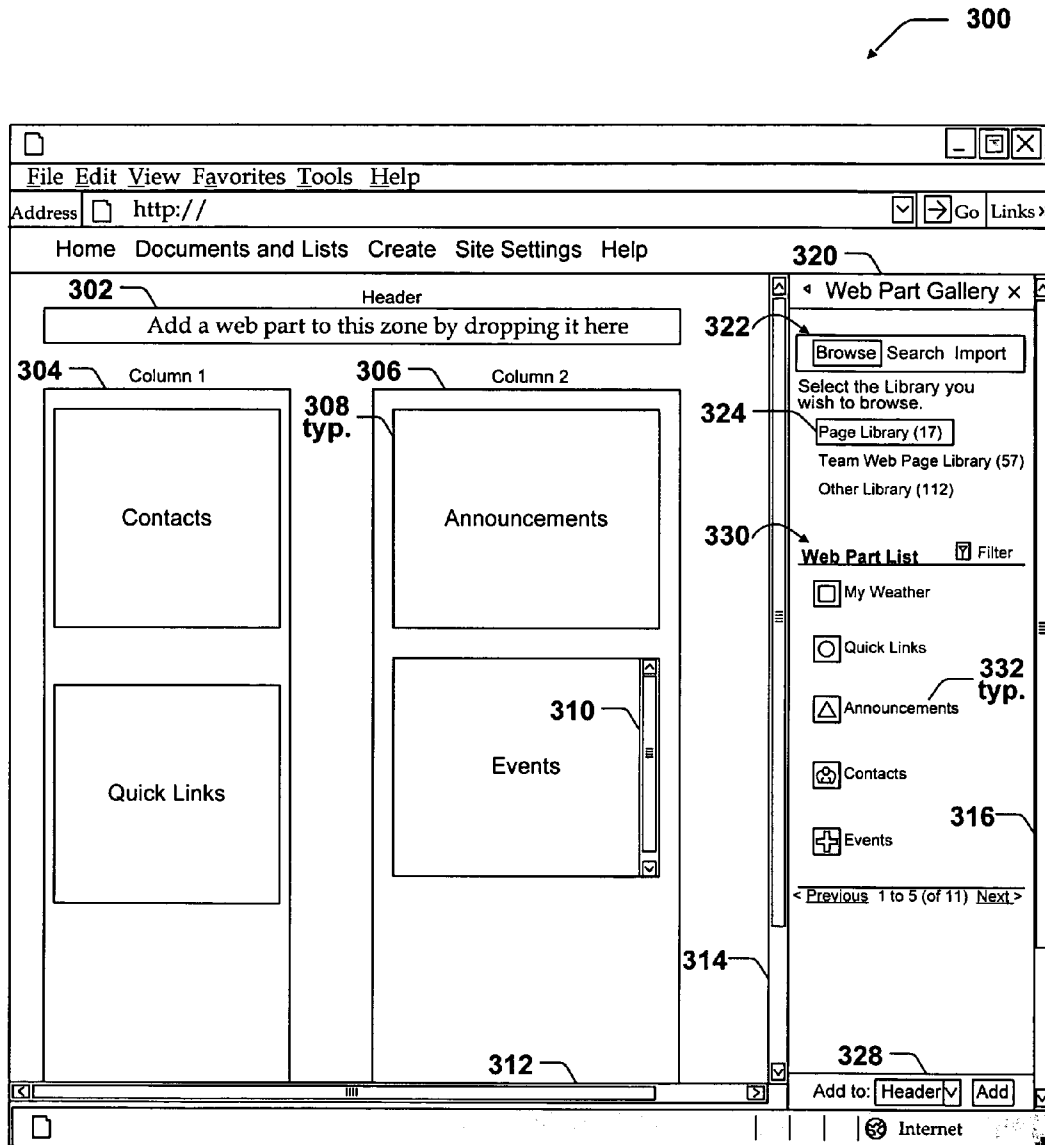 300
File Edit View Favorites Tools Help
Address http:// Go Links
Home Documents and Lists Create Site Settings Help
320
302
Header
Web Part Gallery ×
Add a web part to this zone by dropping it here
322
Browse Search Import
304
Column 1
306
Column 2
Select the Library you
wish to browse.
308
typ.
324
Page Library (17)
Team Web Page Library (57)
Other Library (112)
Contacts
Announcements
330
Web Part List Filter
My Weather
Quick Links
332
typ.
310
Announcements
Events
Contacts
Quick Links
316
Events
< Previous 1 to 5 (of 11) Next >
314
312
328
Add to: Header Add
Internet